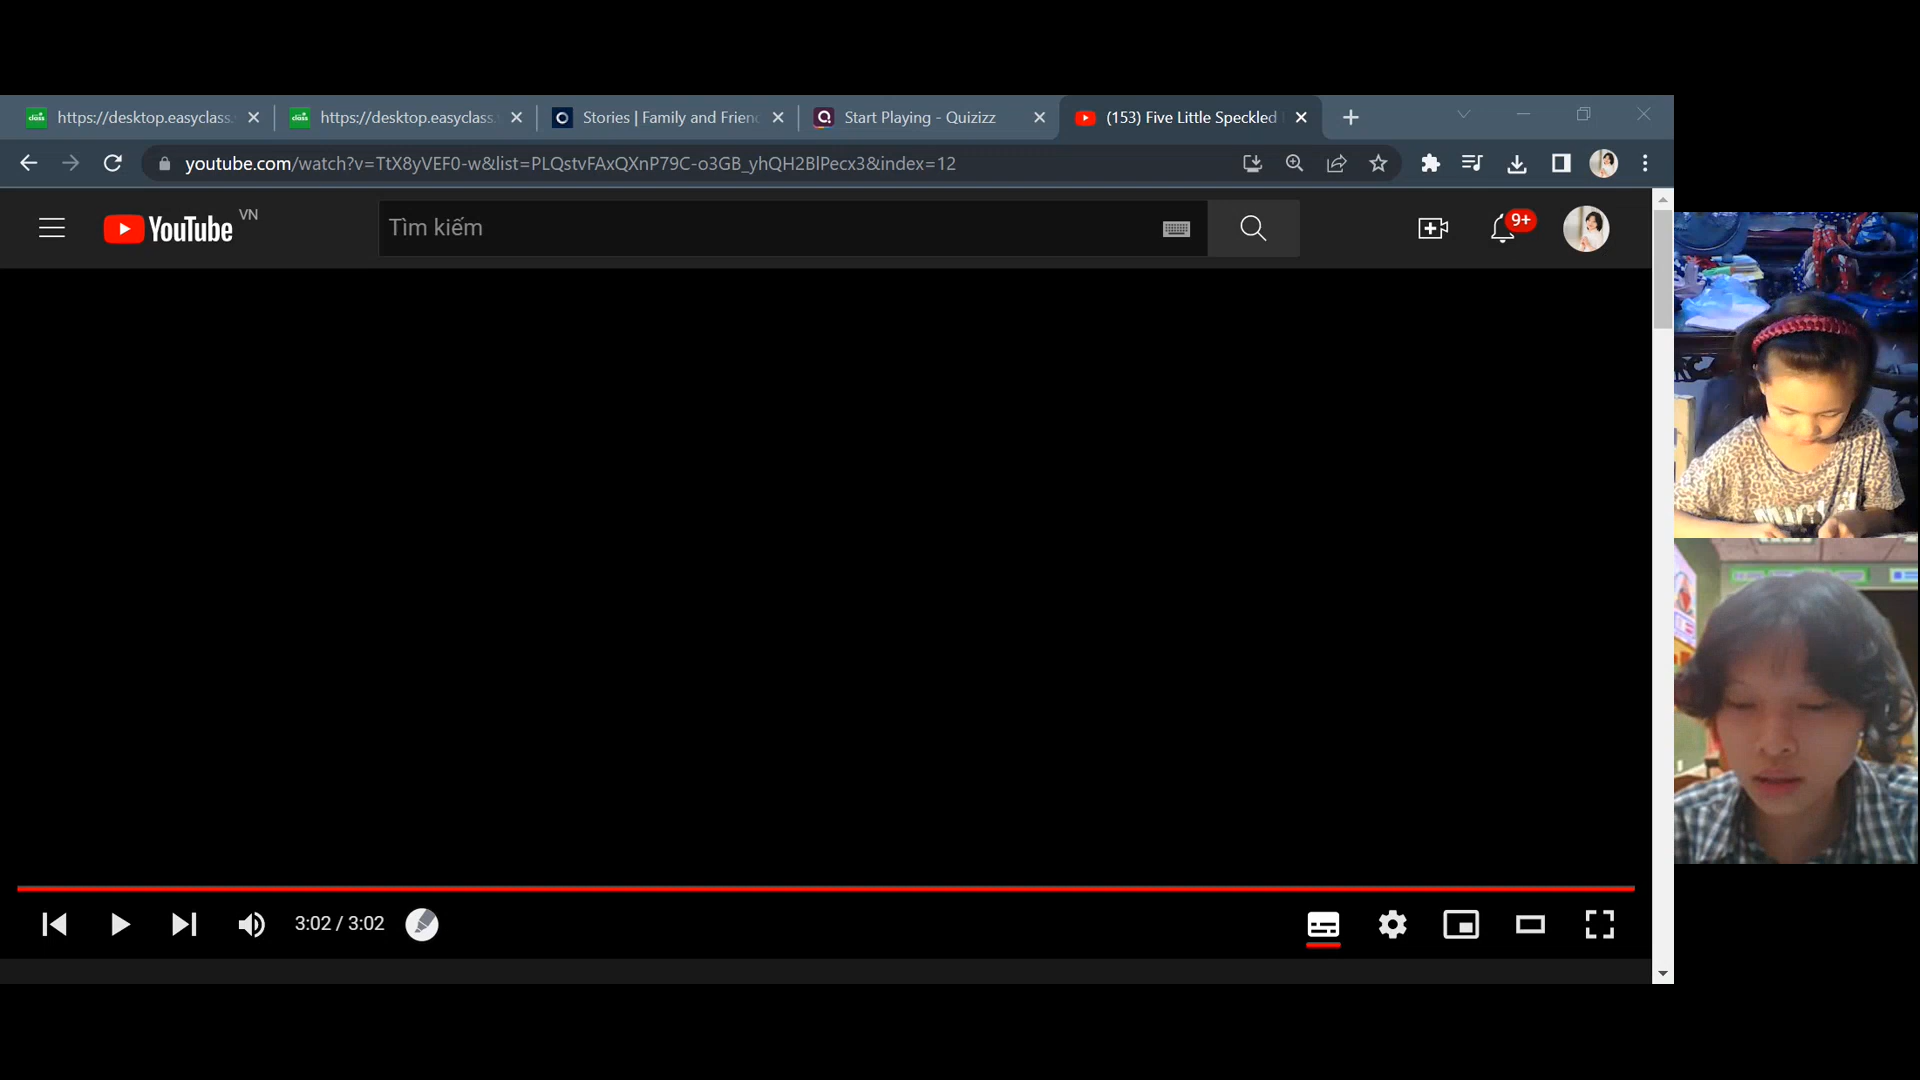 https://desktop.easyclass.
https://desktop.easyclass.
Stories | Family and Frien
Start Playing - Quizizz
(153) Five Little Speckled
youtube.com/watch?v=TtX8yVEF0-w&list=PLQstvFAxQXnP79C-o3GB_yhQH2BlPecx3&index=12
YouTube VN
Tìm kiếm
9+
3:02 / 3:02